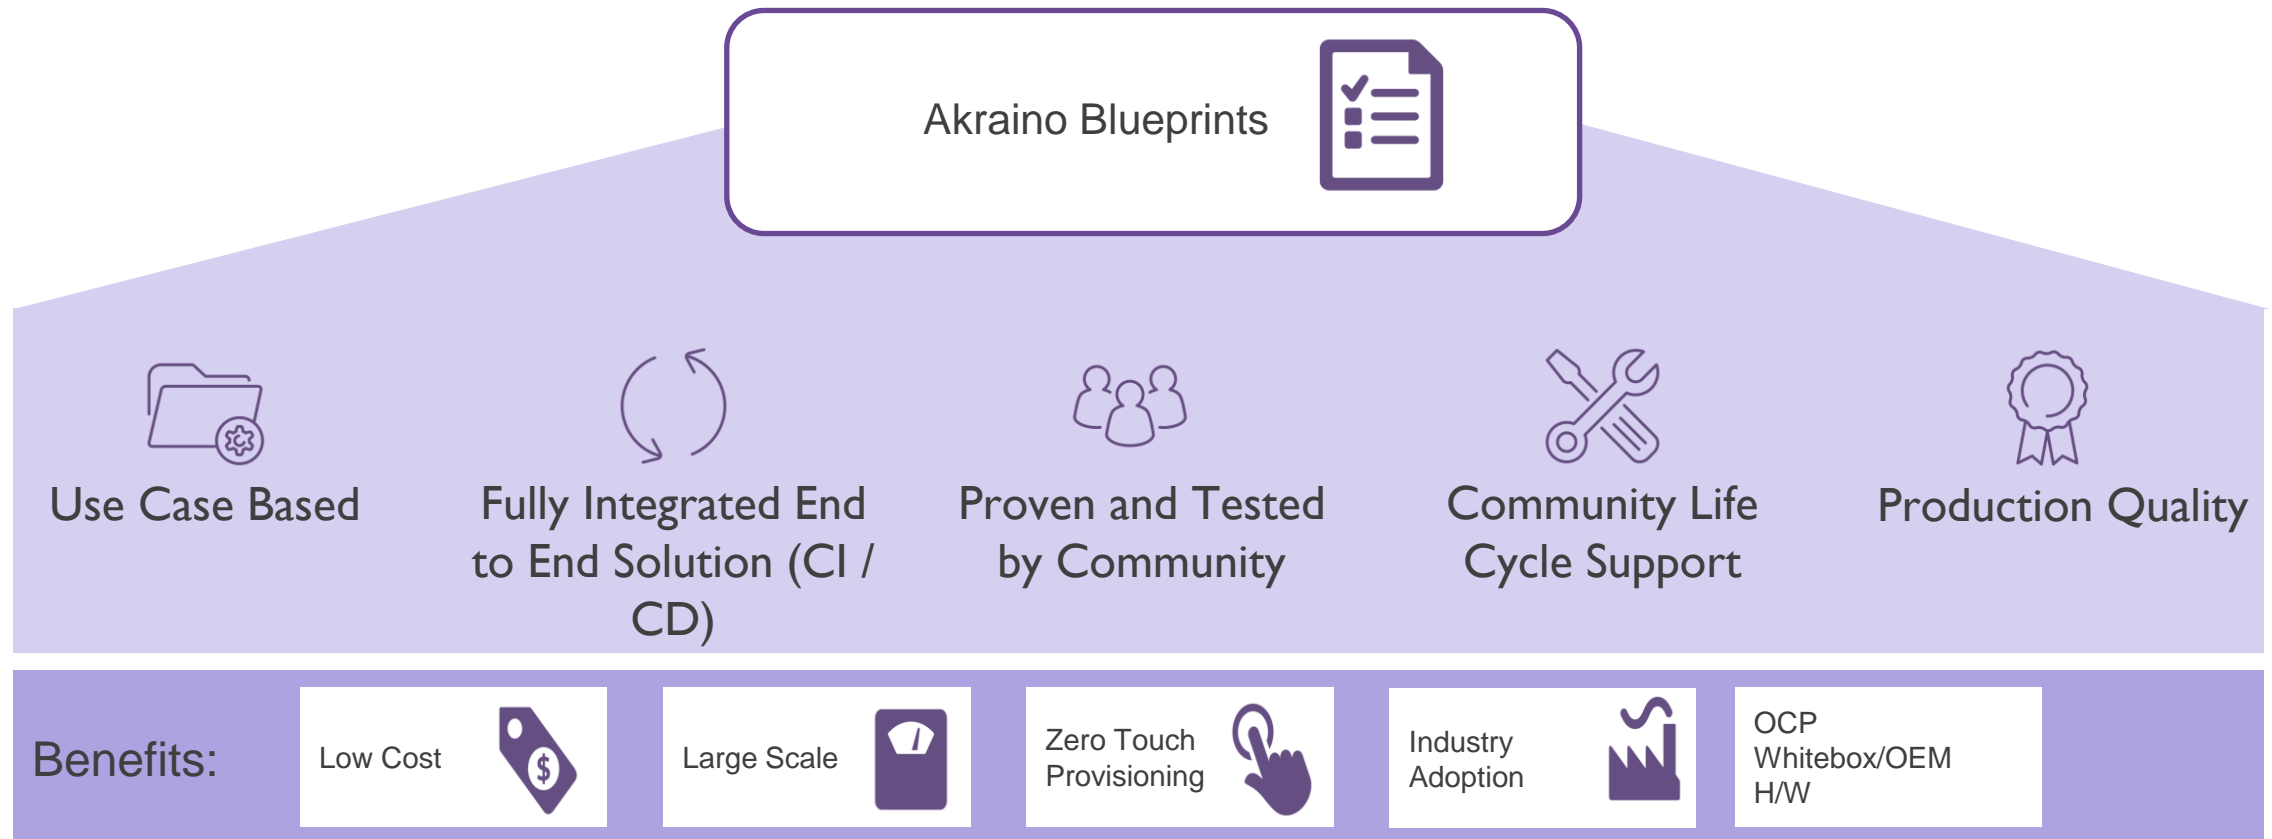 Akraino Blueprints
Use Case Based
Fully Integrated End
to End Solution (CI /
CD)
Proven and Tested
by Community
Community Life
Cycle Support
Production Quality
Benefits:
Low Cost
$
Large Scale
Zero Touch
Provisioning
Industry
Adoption
OCP
Whitebox/OEM
H/W